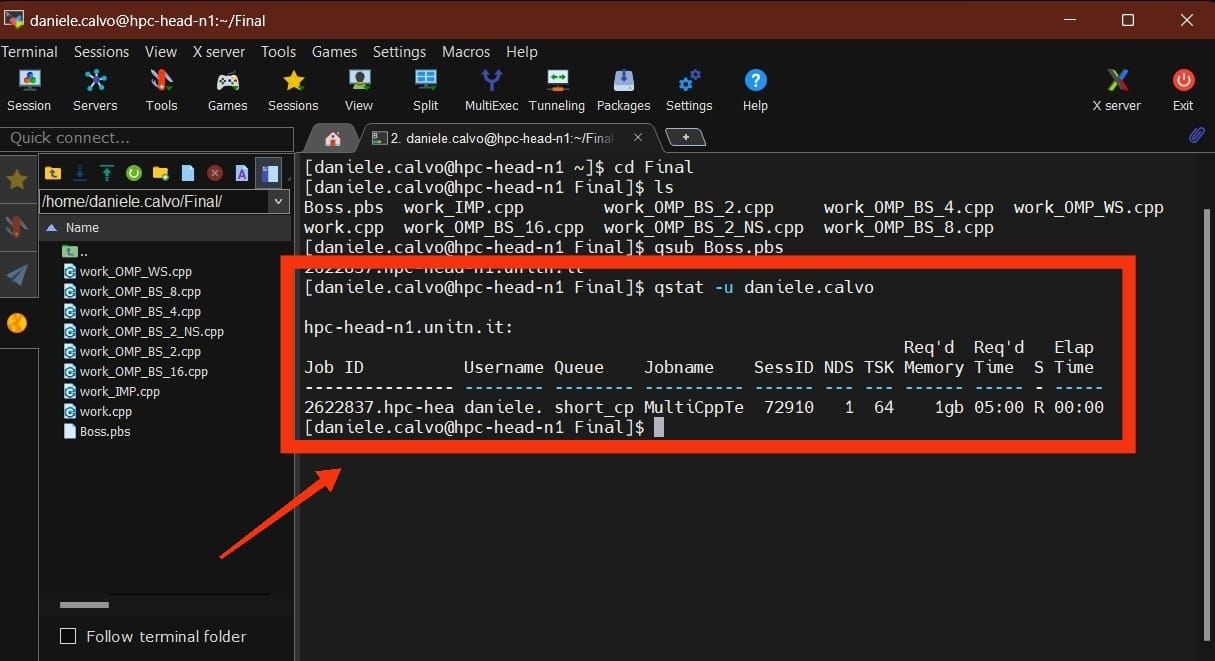 daniele.calvo@hpc-head-n1:~/Final
Terminal Sessions View X server Tools Games Settings Macros Help
Session Servers Tools Games Sessions View Split MultiExec Tunneling Packages Settings Help X server Exit
Quick connect...
2. daniele.calvo@hpc-head-n1:~/Fina
/home/daniele.calvo/Final/
Name
..
work_OMP_WS.cpp
work_OMP_BS_8.cpp
work_OMP_BS_4.cpp
work_OMP_BS_2_NS.cpp
work_OMP_BS_2.cpp
work_OMP_BS_16.cpp
work_IMP.cpp
work.cpp
Boss.pbs
Follow terminal folder
[daniele.calvo@hpc-head-n1 ~]$ cd Final
[daniele.calvo@hpc-head-n1 Final]$ ls
Boss.pbs work_IMP.cpp work_OMP_BS_2.cpp work_OMP_BS_4.cpp work_OMP_WS.cpp
work.cpp work_OMP_BS_16.cpp work_OMP_BS_2_NS.cpp work_OMP_BS_8.cpp
[daniele.calvo@hpc-head-n1 Final]$ qsub Boss.pbs
2622837.hpc-head-n1.unitn.it
[daniele.calvo@hpc-head-n1 Final]$ qstat -u daniele.calvo
hpc-head-n1.unitn.it:
Req'd Req'd Elap
Job ID Username Queue Jobname SessID NDS TSK Memory Time S Time
--------------- -------- -------- ---------- ------ --- --- ------ ----- - -----
2622837.hpc-hea daniele. short_cp MultiCppTe 72910 1 64 1gb 05:00 R 00:00
[daniele.calvo@hpc-head-n1 Final]$